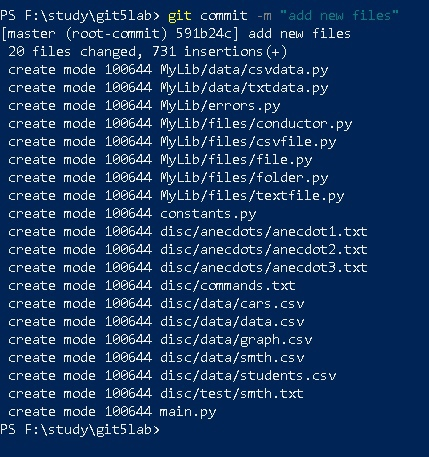 PS F:\study\git5lab> git commit -m "add new files"
[master (root-commit) 591b24c] add new files
 20 files changed, 731 insertions(+)
 create mode 100644 MyLib/data/csvdata.py
 create mode 100644 MyLib/data/txtdata.py
 create mode 100644 MyLib/errors.py
 create mode 100644 MyLib/files/conductor.py
 create mode 100644 MyLib/files/csvfile.py
 create mode 100644 MyLib/files/file.py
 create mode 100644 MyLib/files/folder.py
 create mode 100644 MyLib/files/textfile.py
 create mode 100644 constants.py
 create mode 100644 disc/anecdots/anecdot1.txt
 create mode 100644 disc/anecdots/anecdot2.txt
 create mode 100644 disc/anecdots/anecdot3.txt
 create mode 100644 disc/commands.txt
 create mode 100644 disc/data/cars.csv
 create mode 100644 disc/data/data.csv
 create mode 100644 disc/data/graph.csv
 create mode 100644 disc/data/smth.csv
 create mode 100644 disc/data/students.csv
 create mode 100644 disc/test/smth.txt
 create mode 100644 main.py
PS F:\study\git5lab>